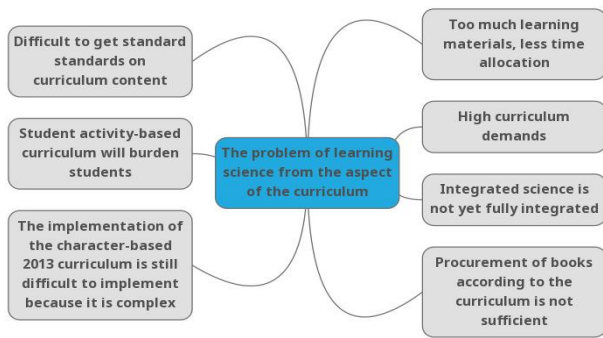 Difficult to get standard
standards on
curriculum content
Student activity-based
curriculum will burden
students
The implementation of
the character-based
2013 curriculum is still
difficult to implement
because it is complex
The problem of learning
science from the aspect
of the curriculum
Too much learning
materials, less time
allocation
High curriculum
demands
Integrated science is
not yet fully integrated
Procurement of books
according to the
curriculum is not
sufficient